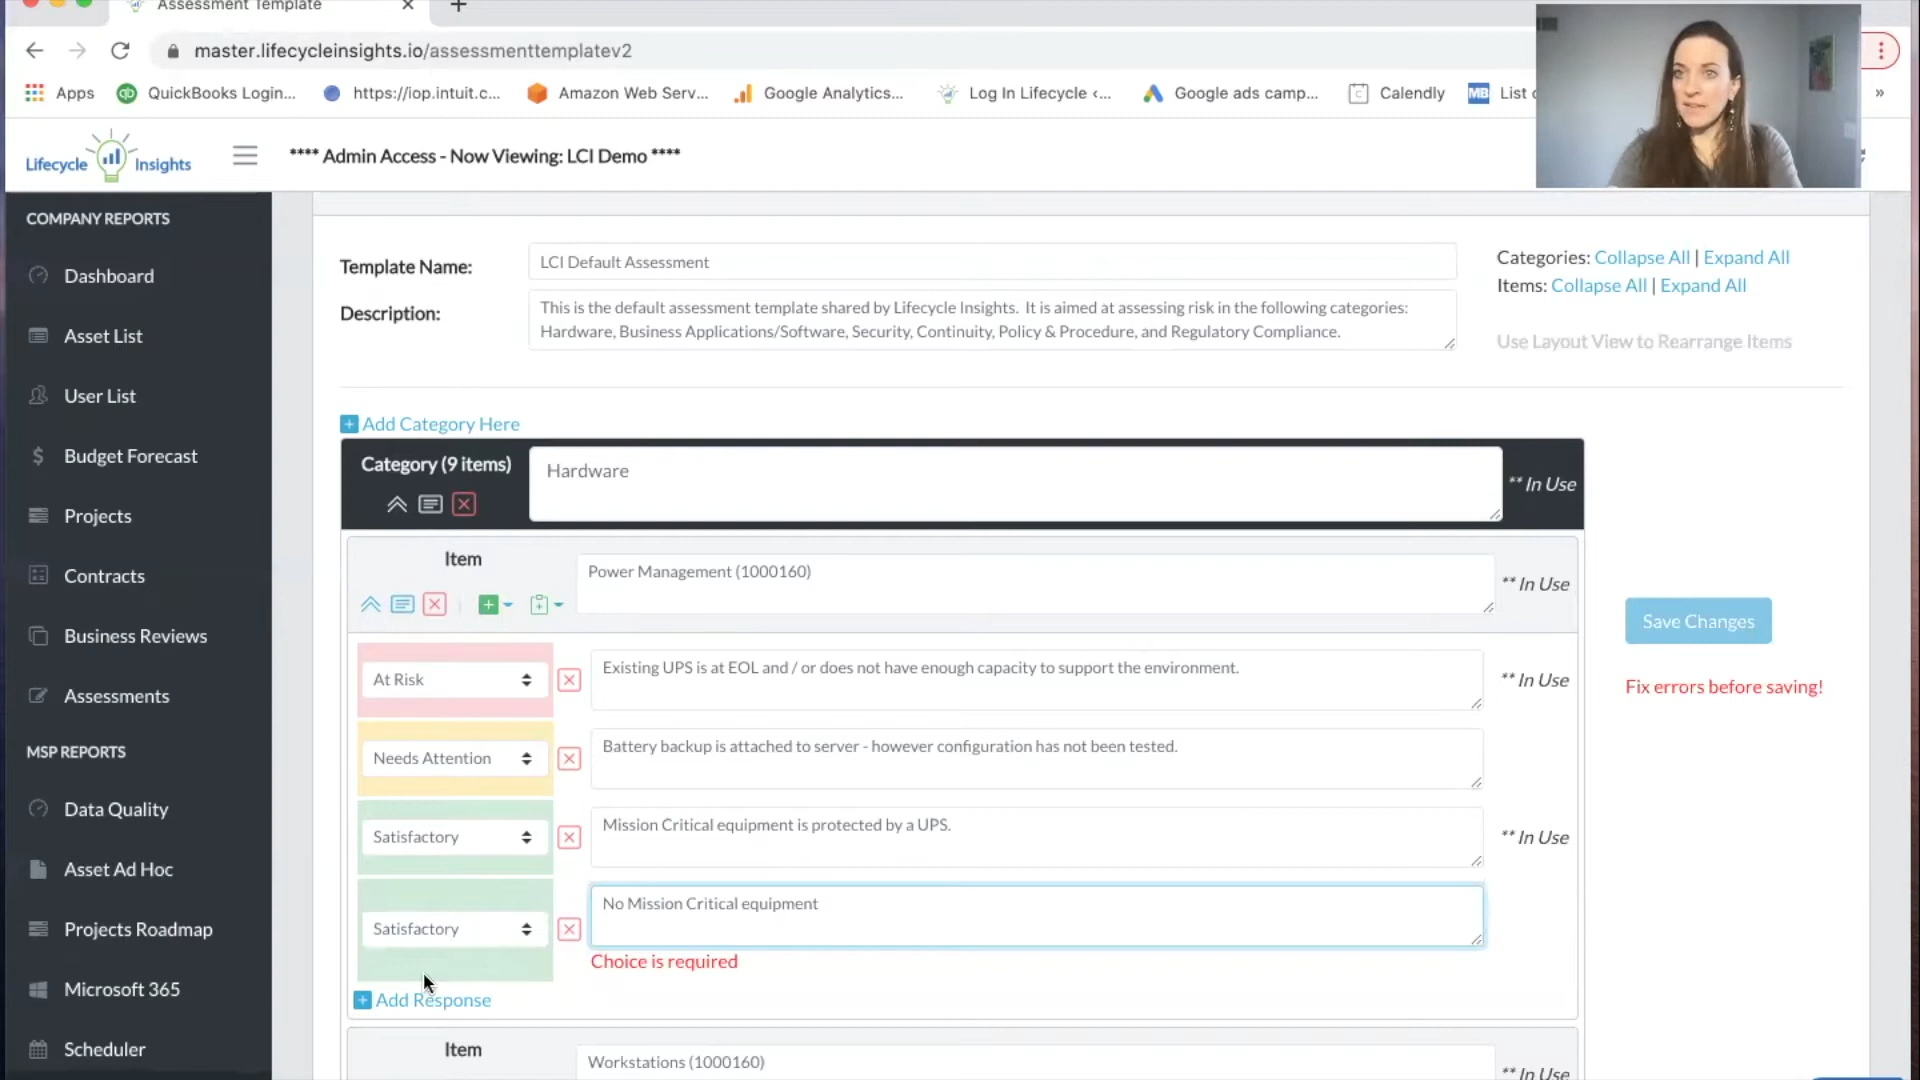 Assessment Template
master.lifecycleinsights.io/assessmenttemplatev2
Apps
QuickBooks Login...
https://iop.intuit.c...
Amazon Web Serv...
Google Analytics...
Log In Lifecycle ‹...
Google ads camp...
Calendly
MB List
»
Lifecycle Insights
**** Admin Access - Now Viewing: LCI Demo ****
COMPANY REPORTS
Dashboard
Asset List
User List
Budget Forecast
Projects
Contracts
Business Reviews
Assessments
MSP REPORTS
Data Quality
Asset Ad Hoc
Projects Roadmap
Microsoft 365
Scheduler
Template Name:
LCI Default Assessment
Description:
This is the default assessment template shared by Lifecycle Insights. It is aimed at assessing risk in the following categories:
Hardware, Business Applications/Software, Security, Continuity, Policy & Procedure, and Regulatory Compliance.
Categories: Collapse All | Expand All
Items: Collapse All | Expand All
Use Layout View to Rearrange Items
Add Category Here
Category (9 items)
Hardware
** In Use
Item
Power Management (1000160)
** In Use
At Risk
Existing UPS is at EOL and / or does not have enough capacity to support the environment.
** In Use
Needs Attention
Battery backup is attached to server - however configuration has not been tested.
Satisfactory
Mission Critical equipment is protected by a UPS.
** In Use
Satisfactory
No Mission Critical equipment
Choice is required
Add Response
Item
Workstations (1000160)
** In Use
Save Changes
Fix errors before saving!